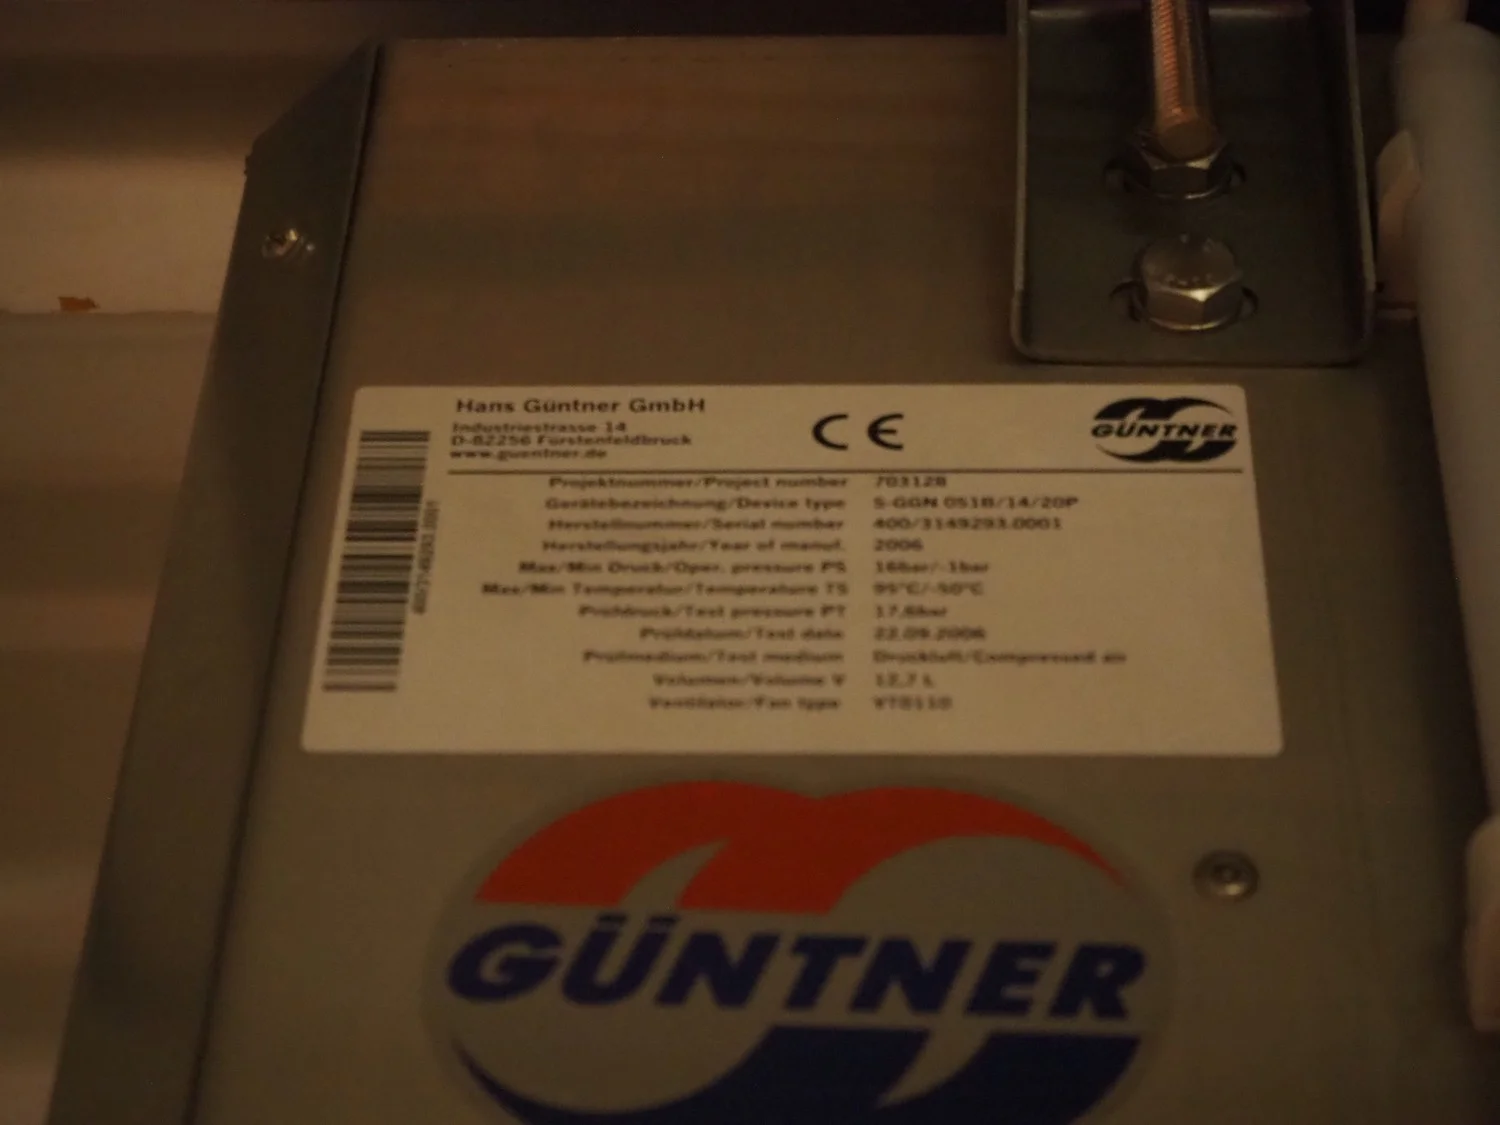 Hans Güntner GmbH
Industriestrasse 14
D-82256 Fürstenfeldbruck
www.guentner.de
CE
GÜNTNER
Projektnummer/Project number 703128
Gerätebezeichnung/Device type S-GGN 051B/14/20P
Herstellnummer/Serial number 400/3149293.0001
Herstellungsjahr/Year of manuf. 2006
Max/Min Druck/Oper. pressure PS 16bar/-1bar
Max/Min Temperatur/Temperature TS 95°C/-50°C
Prüfdruck/Test pressure PT 17,6bar
Prüfdatum/Test date 22.09.2006
Prüfmedium/Test medium Druckluft/Compressed air
Volumen/Volume V 12,7 L
Ventilator/Fan type
400/3149293.0001
GÜNTNER